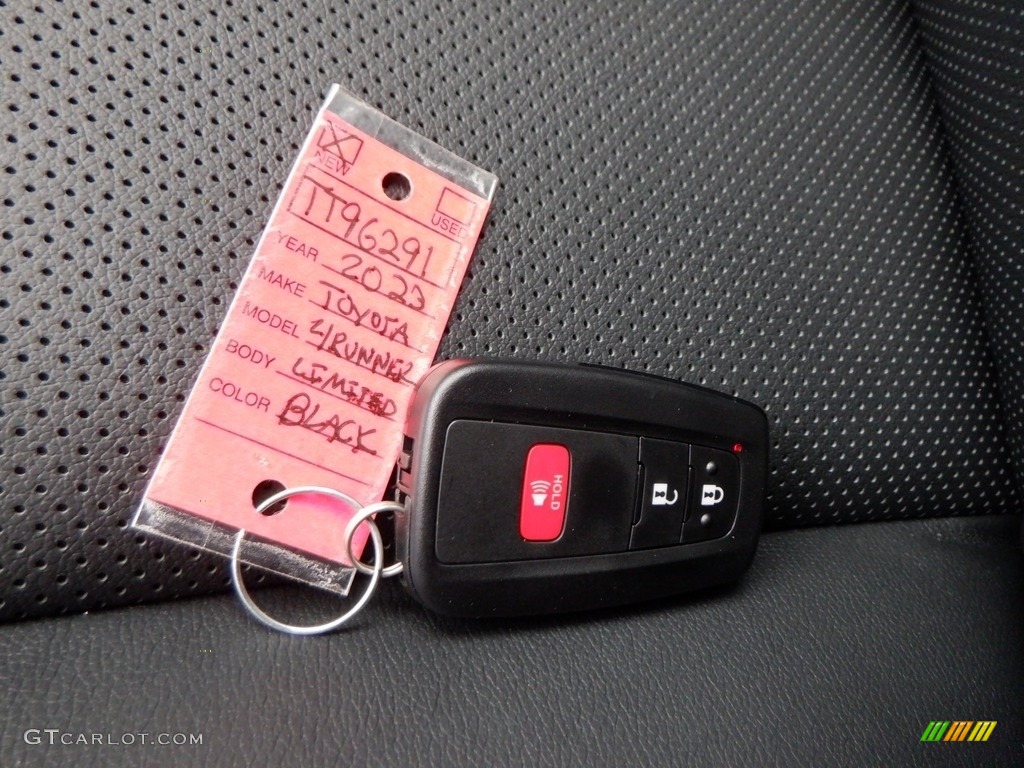 NEW
USED
TT96291
YEAR 2023
MAKE TOYOTA
MODEL 4RUNNER
BODY LIMITED
COLOR BLACK
HOLD
GTCARLOT.COM